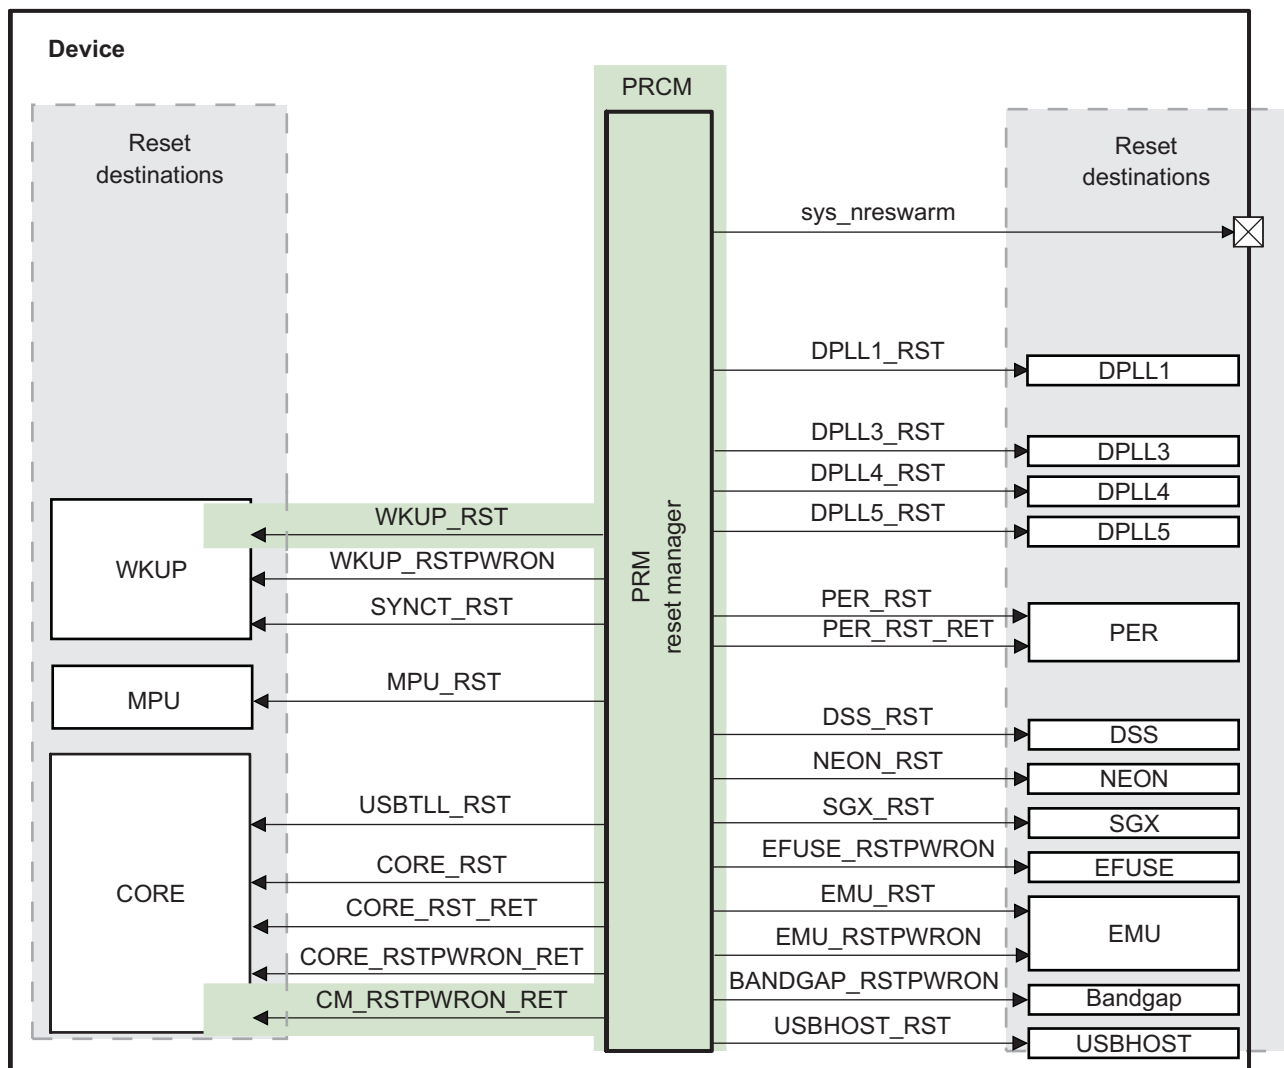 Device
PRCM
Reset
destinations
Reset
destinations
sys_nreswarm
DPLL1_RST
DPLL1
DPLL3_RST
DPLL3
DPLL4_RST
DPLL4
DPLL5_RST
DPLL5
WKUP_RST
WKUP_RSTPWRON
WKUP
SYNCT_RST
PRM
reset manager
PER_RST
PER_RST_RET
PER
MPU_RST
MPU
DSS_RST
DSS
NEON_RST
NEON
USBTLL_RST
SGX_RST
SGX
CORE_RST
EFUSE_RSTPWRON
EFUSE
CORE
CORE_RST_RET
EMU_RST
EMU_RSTPWRON
EMU
CORE_RSTPWRON_RET
BANDGAP_RSTPWRON
Bandgap
CM_RSTPWRON_RET
USBHOST_RST
USBHOST